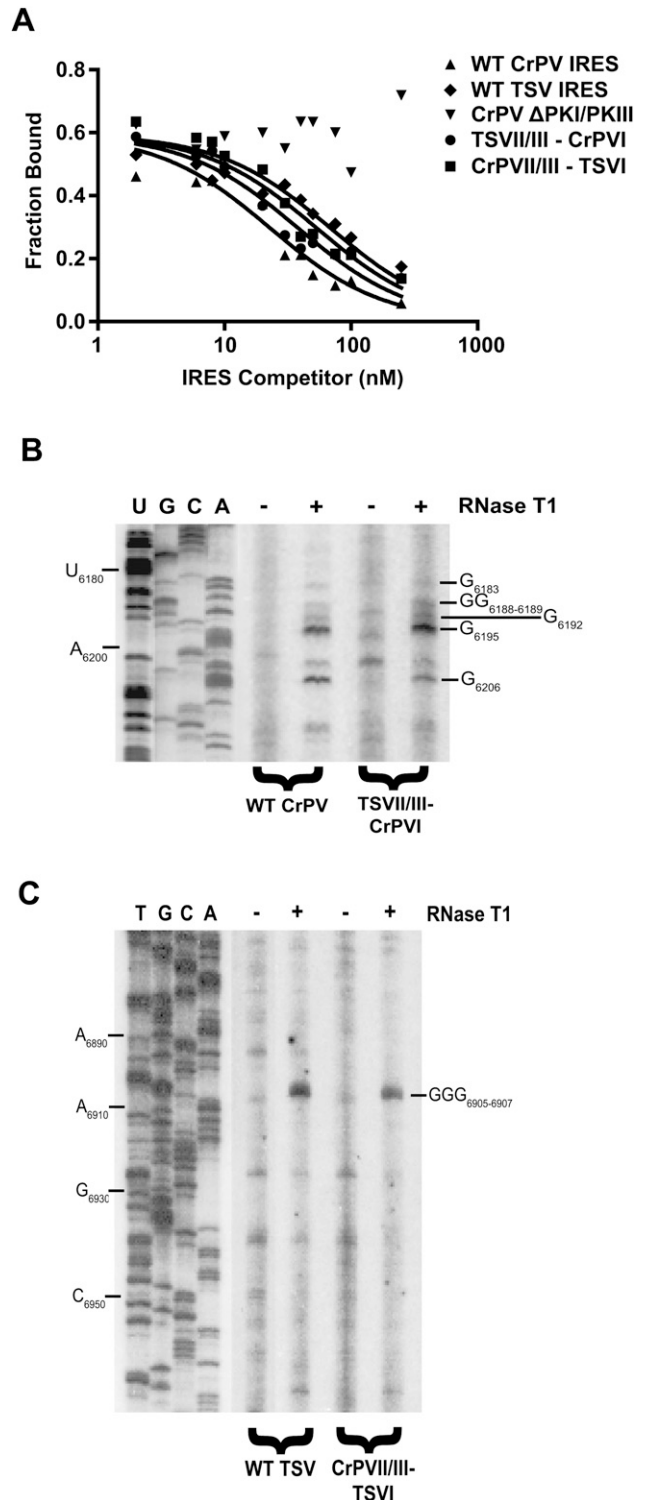 A
Fraction Bound
0.8
0.6
0.4
0.2
0.0
1
10
100
1000
IRES Competitor (nM)
WT CrPV IRES
WT TSV IRES
CrPV ΔPKI/PKIII
TSVII/III - CrPVI
CrPVII/III - TSVI
B
U G C A - + - + RNase T1
U6180
A6200
G6183
GG6188-6189
G6192
G6195
G6206
WT CrPV
TSVII/III-
CrPVI
C
T G C A - + - + RNase T1
A6890
A6910
G6930
C6950
GGG6905-6907
WT TSV
CrPVII/III-
TSVI